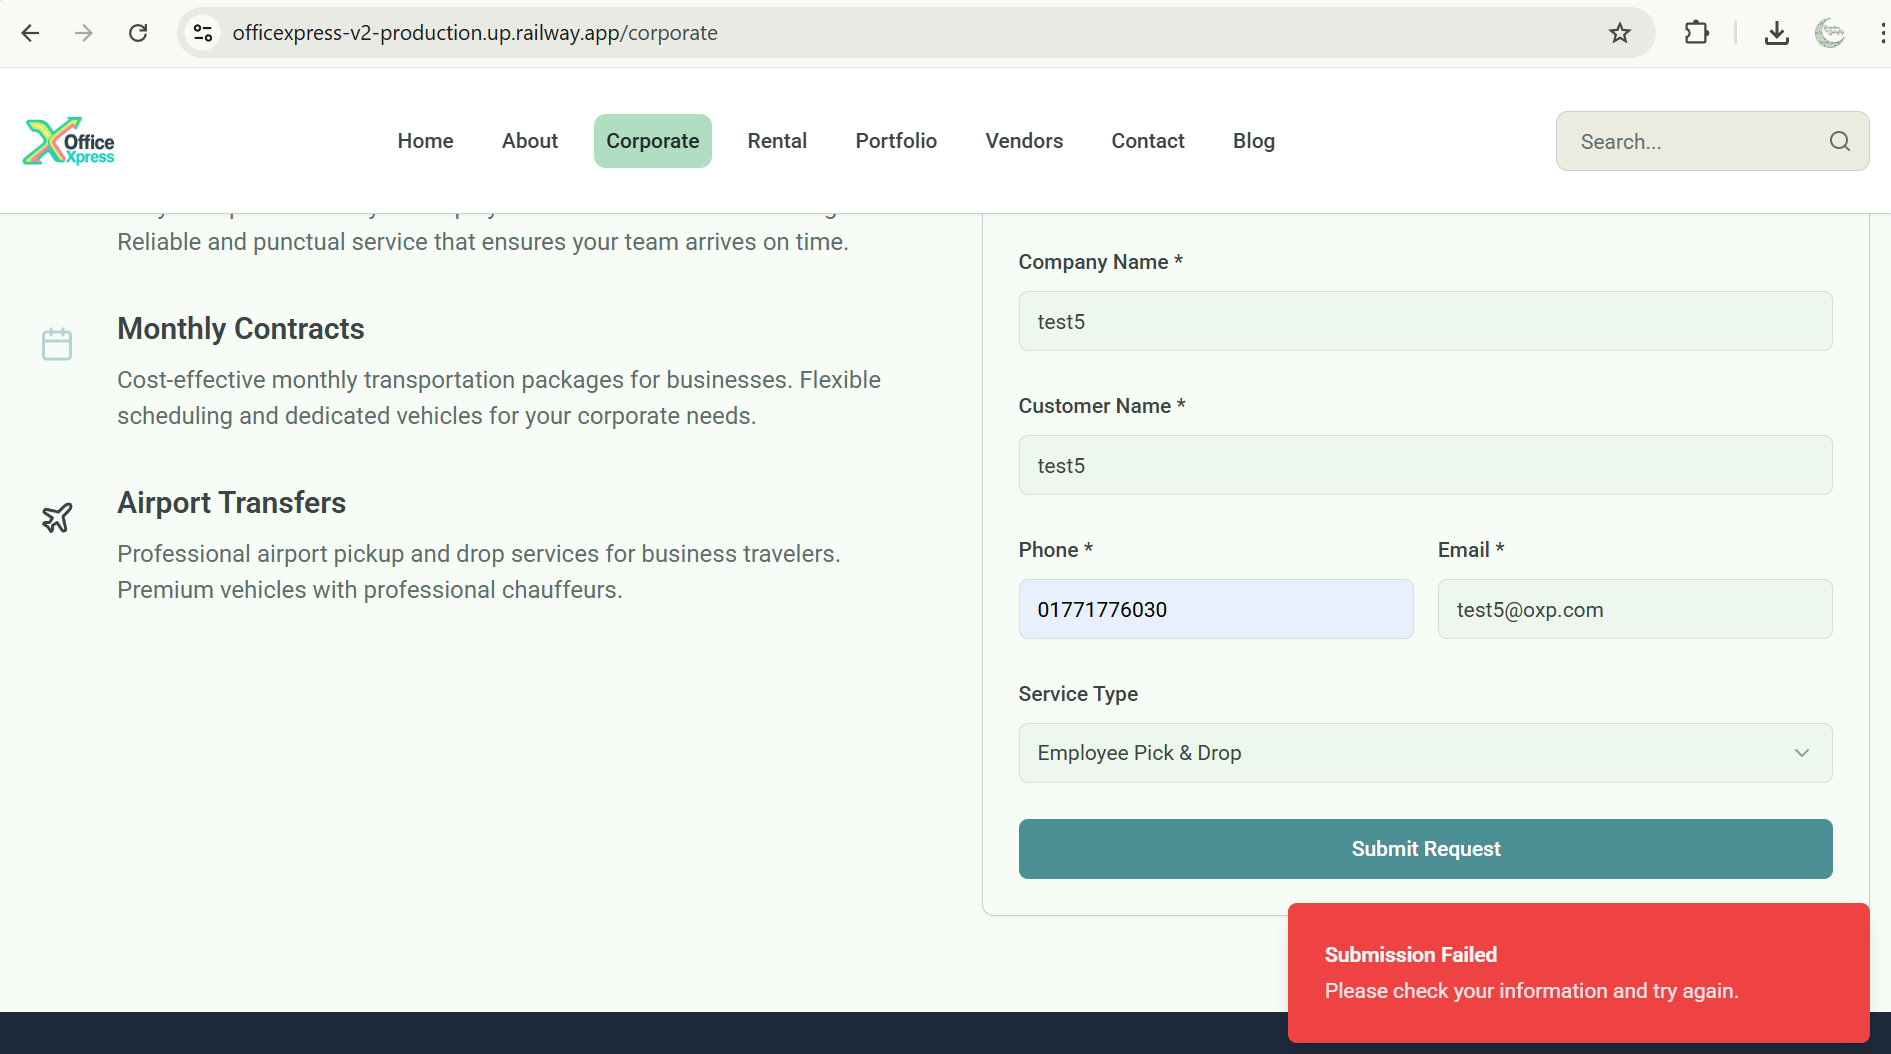 officexpress-v2-production.up.railway.app/corporate
Office
Xpress
Home
About
Corporate
Rental
Portfolio
Vendors
Contact
Blog
Search...
Reliable and punctual service that ensures your team arrives on time.
Monthly Contracts
Cost-effective monthly transportation packages for businesses. Flexible
scheduling and dedicated vehicles for your corporate needs.
Airport Transfers
Professional airport pickup and drop services for business travelers.
Premium vehicles with professional chauffeurs.
Company Name *
test5
Customer Name *
test5
Phone *
Email *
01771776030
test5@oxp.com
Service Type
Employee Pick & Drop
Submit Request
Submission Failed
Please check your information and try again.